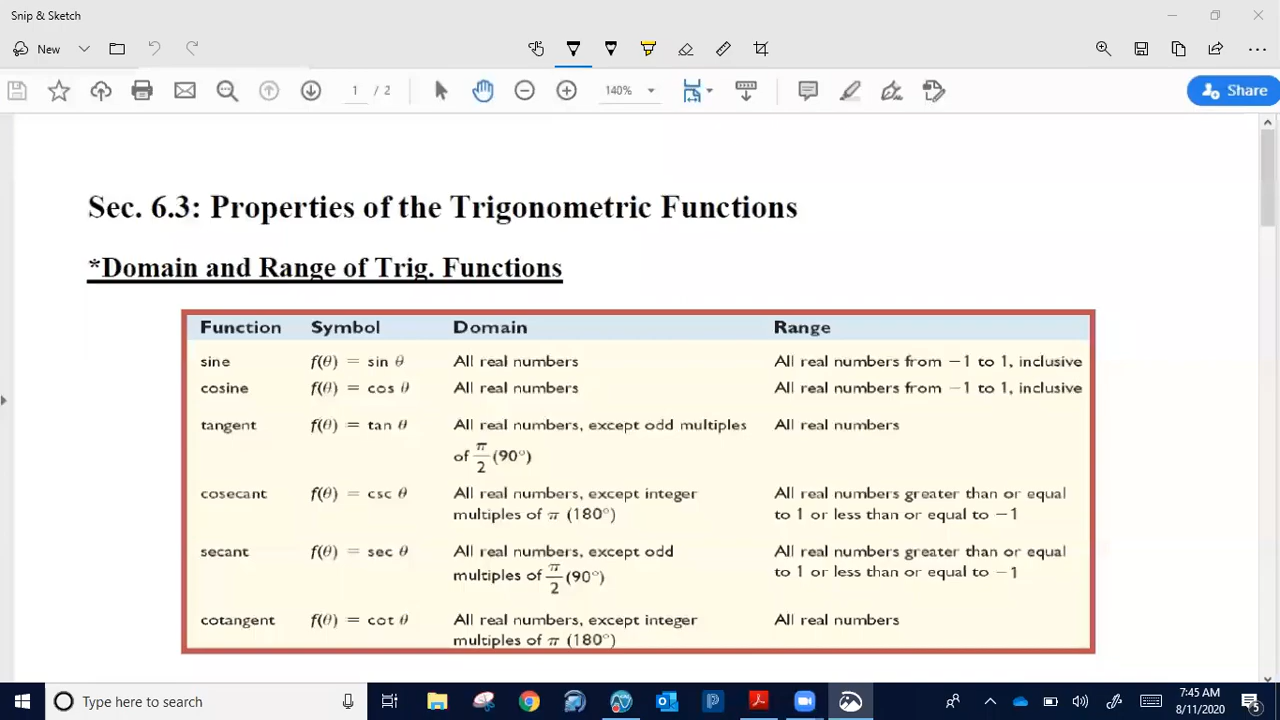 Snip & Sketch
New
1 / 2
140%
Share
Sec. 6.3: Properties of the Trigonometric Functions
*Domain and Range of Trig. Functions
Function Symbol Domain Range
sine f(θ) = sin θ All real numbers All real numbers from −1 to 1, inclusive
cosine f(θ) = cos θ All real numbers All real numbers from −1 to 1, inclusive
tangent f(θ) = tan θ All real numbers, except odd multiples All real numbers
of π/2 (90°)
cosecant f(θ) = csc θ All real numbers, except integer All real numbers greater than or equal
multiples of π (180°) to 1 or less than or equal to −1
secant f(θ) = sec θ All real numbers, except odd All real numbers greater than or equal
multiples of π/2 (90°) to 1 or less than or equal to −1
cotangent f(θ) = cot θ All real numbers, except integer All real numbers
multiples of π (180°)
Type here to search
7:45 AM
8/11/2020
5